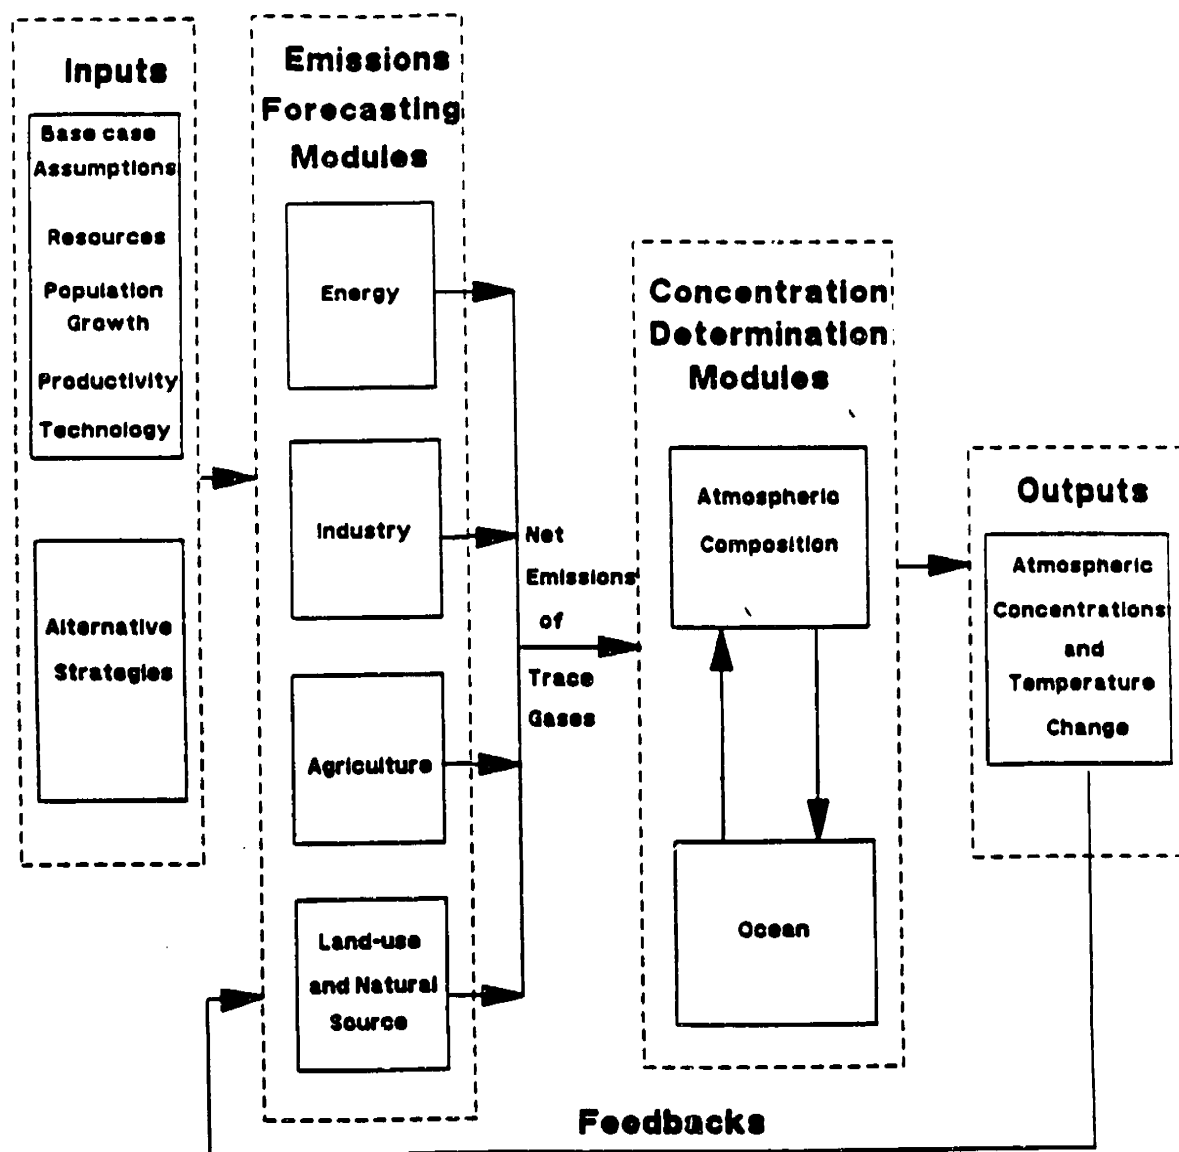 Inputs
Base case
Assumptions
Resources
Population
Growth
Productivity
Technology
Alternative
Strategies
Emissions
Forecasting
Modules
Energy
Industry
Agriculture
Land-use
and Natural
Source
Net
Emissions
of
Trace
Gases
Concentration
Determination
Modules
Atmospheric
Composition
Ocean
Outputs
Atmospheric
Concentrations
and
Temperature
Change
Feedbacks